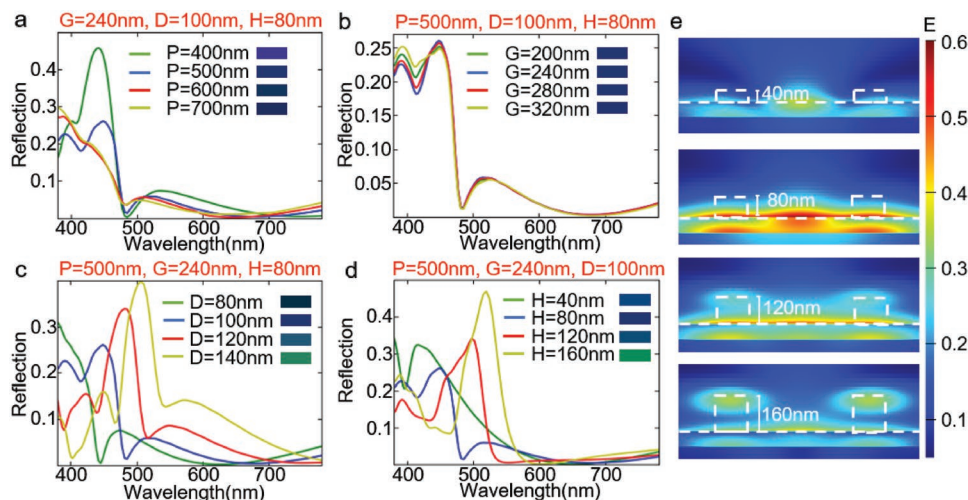 a
G=240nm, D=100nm, H=80nm
P=400nm
P=500nm
P=600nm
P=700nm
0.4
0.3
0.2
0.1
Reflection
400
500
600
700
Wavelength(nm)
b
P=500nm, D=100nm, H=80nm
G=200nm
G=240nm
G=280nm
G=320nm
0.25
0.20
0.15
0.10
0.05
Reflection
400
500
600
700
Wavelength(nm)
c
P=500nm, G=240nm, H=80nm
D=80nm
D=100nm
D=120nm
D=140nm
0.3
0.2
0.1
Reflection
400
500
600
700
Wavelength(nm)
d
P=500nm, G=240nm, D=100nm
H=40nm
H=80nm
H=120nm
H=160nm
0.5
0.4
0.3
0.2
0.1
Reflection
400
500
600
700
Wavelength(nm)
e
40nm
80nm
120nm
160nm
E
0.6
0.5
0.4
0.3
0.2
0.1